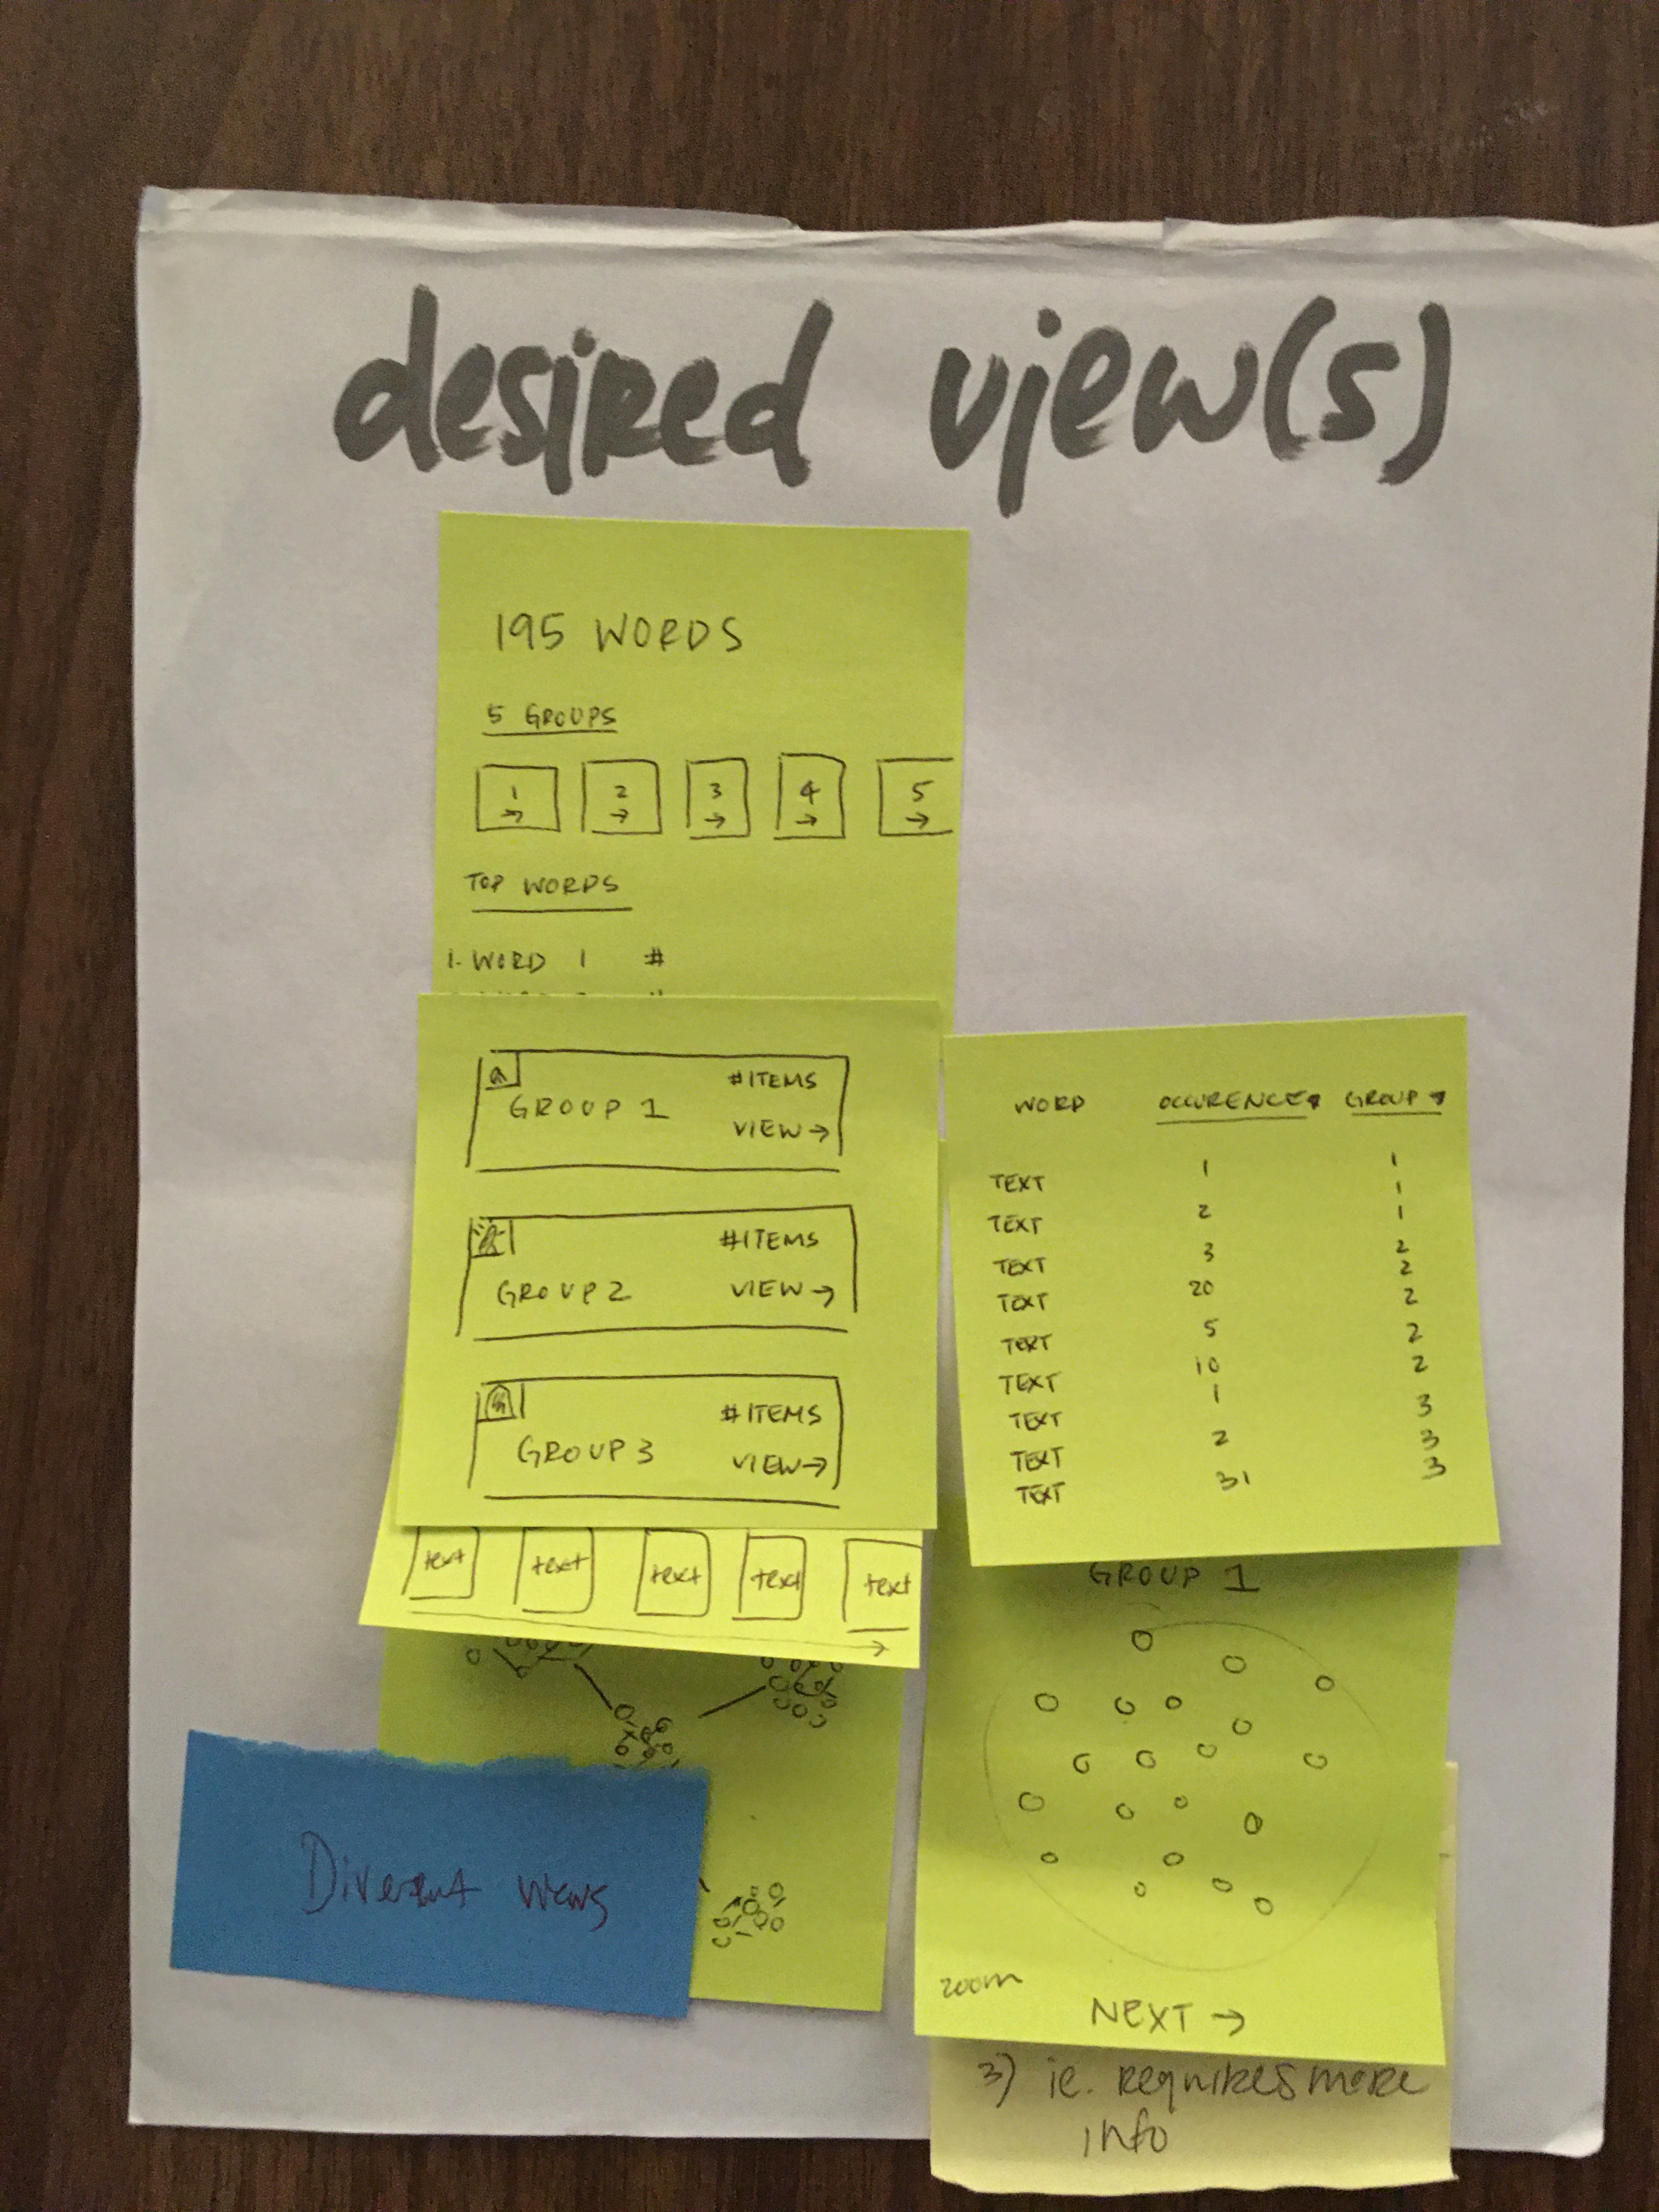 desired view(s)
195 WORDS
5 GROUPS
1 → 2 → 3 → 4 → 5 →
TOP WORDS
1. WORD 1 #
GROUP 1 #ITEMS
VIEW →
GROUP 2 #ITEMS
VIEW →
GROUP 3 #ITEMS
VIEW →
text text text text text
WORD OCCURENCE GROUP
TEXT 1 1
1
TEXT 2 1
TEXT 3 2
2
TEXT 20 2
TEXT 5 2
TEXT 10 2
TEXT 1 3
TEXT 2 3
TEXT 31 3
GROUP 1
zoom
NEXT →
views
3) ie. requires more
info